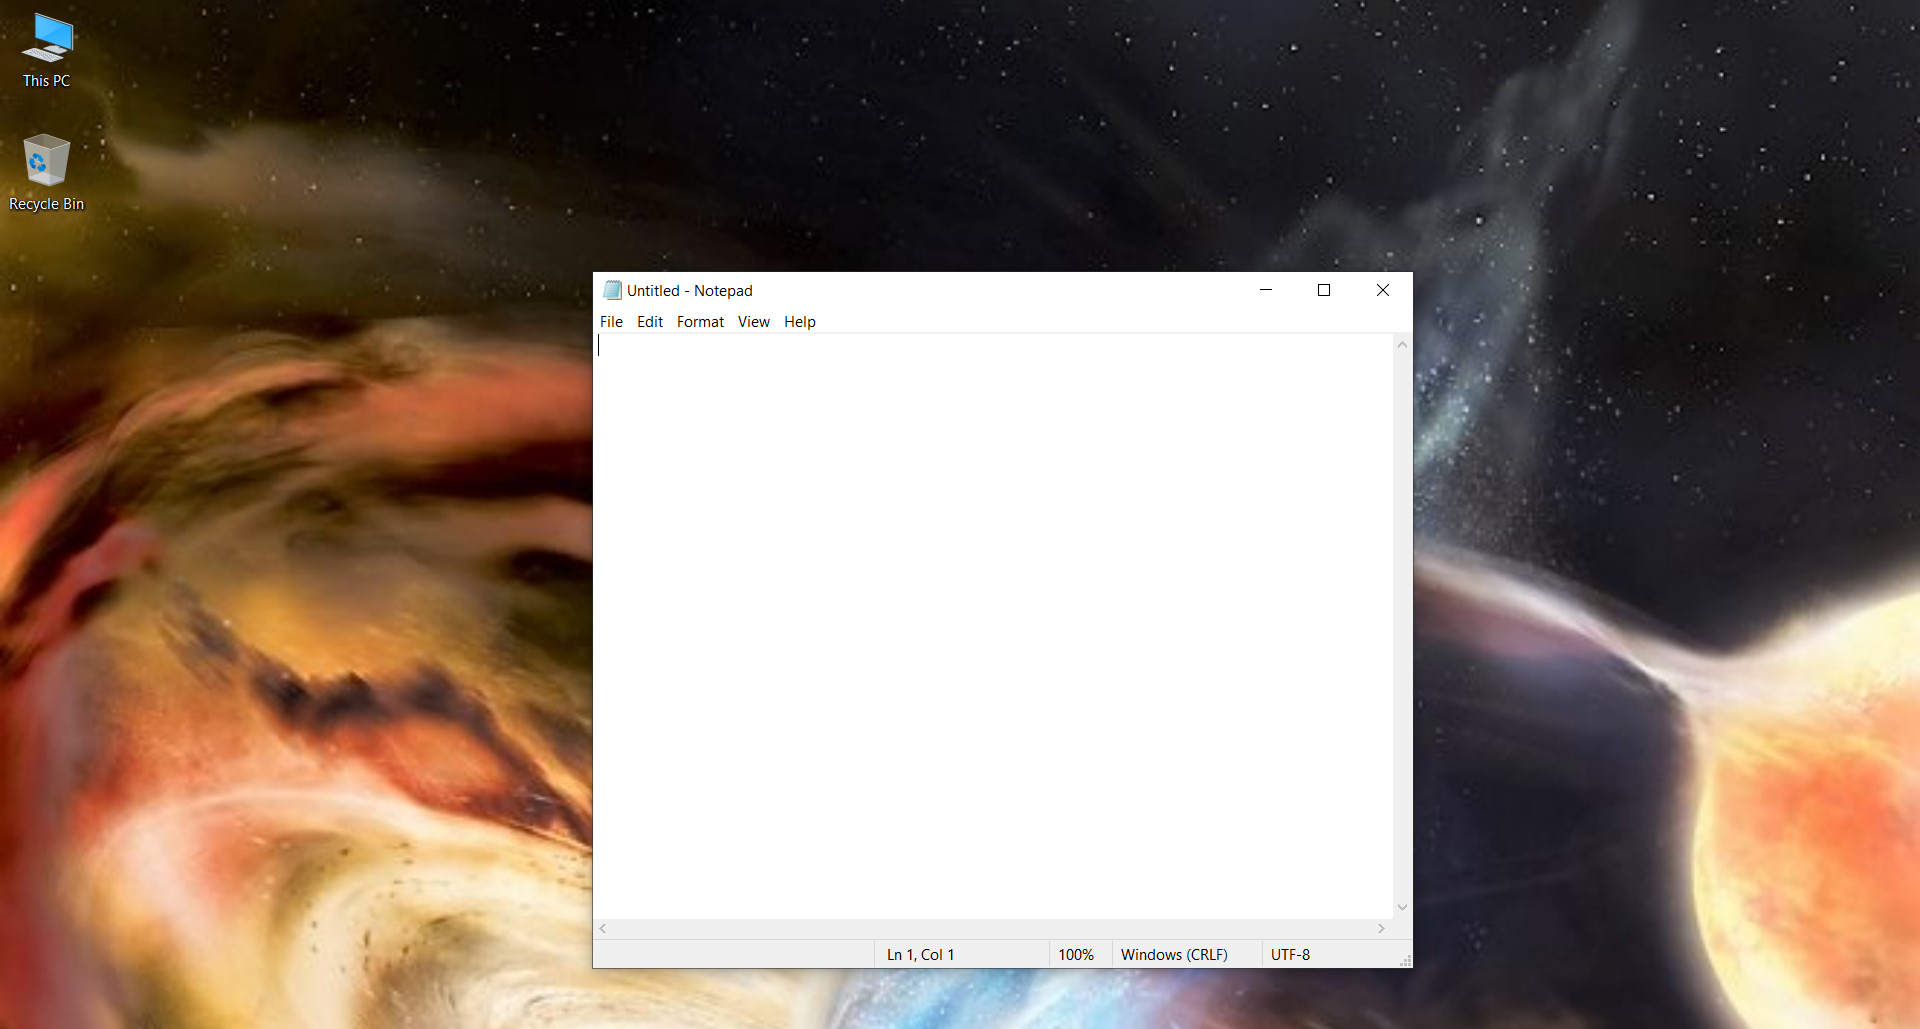 This PC
Recycle Bin
Untitled - Notepad
File Edit Format View Help
Ln 1, Col 1 100% Windows (CRLF) UTF-8